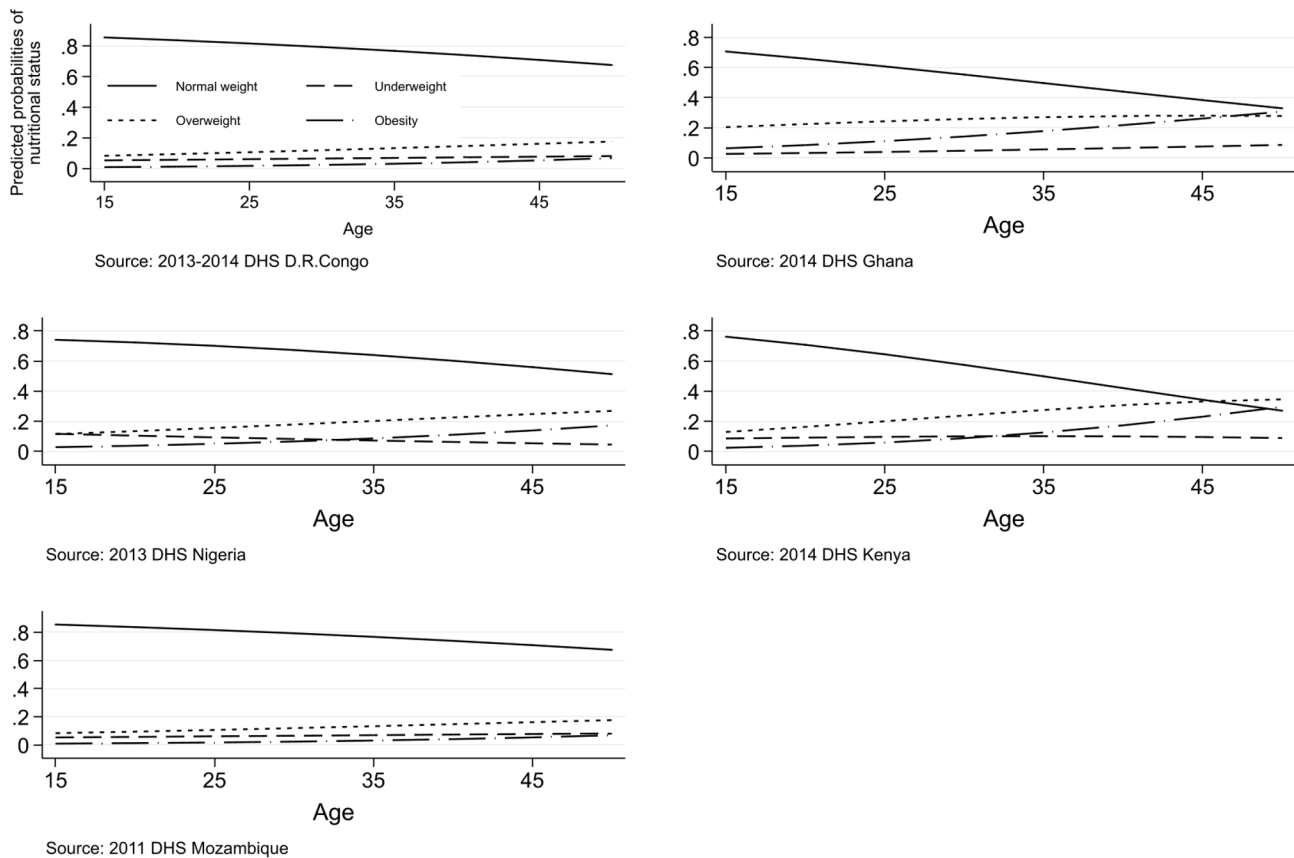 Predicted probabilities of
nutritional status
.8
.6
.4
.2
0
Normal weight
Underweight
Overweight
Obesity
15
25
35
45
Age
Source: 2013-2014 DHS D.R.Congo
.8
.6
.4
.2
0
15
25
35
45
Age
Source: 2014 DHS Ghana
.8
.6
.4
.2
0
15
25
35
45
Age
Source: 2013 DHS Nigeria
.8
.6
.4
.2
0
15
25
35
45
Age
Source: 2014 DHS Kenya
.8
.6
.4
.2
0
15
25
35
45
Age
Source: 2011 DHS Mozambique